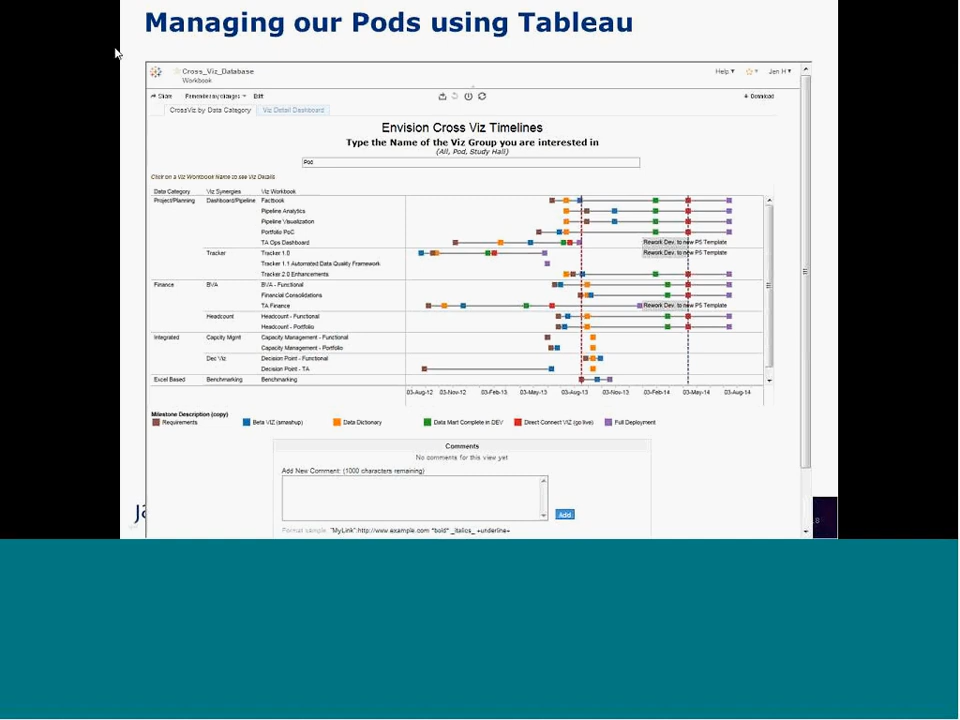 Managing our Pods using Tableau
Cross_Viz_Database
Workbook
Help ▾ Jen H ▾
Share Remember my changes ▾ Edit Download
CrossViz by Data Category Viz Detail Dashboard
Envision Cross Viz Timelines
Type the Name of the Viz Group you are interested in
(All, Pod, Study Hall)
Pod
Click on a Viz Workbook Name to see Viz Details
Data Category Viz Synergies Viz Workbook
Project/Planning Dashboard/Pipeline Factbook
Pipeline Analytics
Pipeline Visualization
Portfolio PoC
TA Ops Dashboard Rework Dev. to new PS Template
Tracker Tracker 1.0 Rework Dev. to new PS Template
Tracker 1.1 Automated Data Quality Framework
Tracker 2.0 Enhancements
Finance BVA BVA - Functional
Financial Consolidations
TA Finance Rework Dev. to new PS Template
Headcount Headcount - Functional
Headcount - Portfolio
Integrated Capcity Mgmt Capacity Management - Functional
Capacity Management - Portfolio
Dec Viz Decision Point - Functional
Decision Point - TA
Excel Based Benchmarking Benchmarking
03-Aug-12 03-Nov-12 03-Feb-13 03-May-13 03-Aug-13 03-Nov-13 03-Feb-14 03-May-14 03-Aug-14
Milestone Description (copy)
Requirements Beta VIZ (smashup) Data Dictionary Data Mart Complete in DEV Direct Connect VIZ (go live) Full Deployment
Comments
No comments for this view yet
Add New Comment: (1000 characters remaining)
Add
Format sample: "MyLink":http://www.example.com *bold* _italics_ +underline+